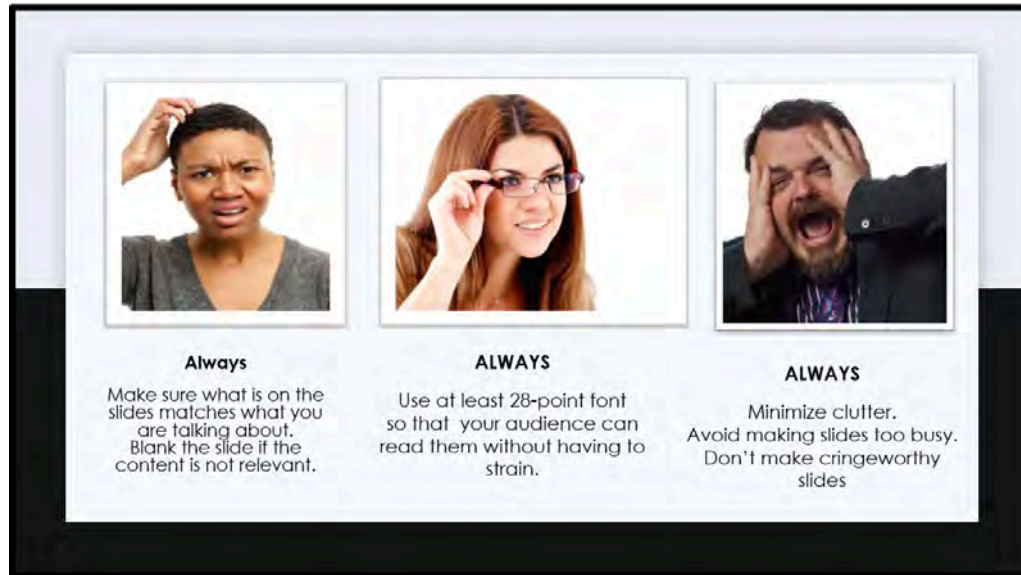 Always
Make sure what is on the
slides matches what you
are talking about.
Blank the slide if the
content is not relevant.
ALWAYS
Use at least 28-point font
so that your audience can
read them without having to
strain.
ALWAYS
Minimize clutter.
Avoid making slides too busy.
Don't make cringeworthy
slides